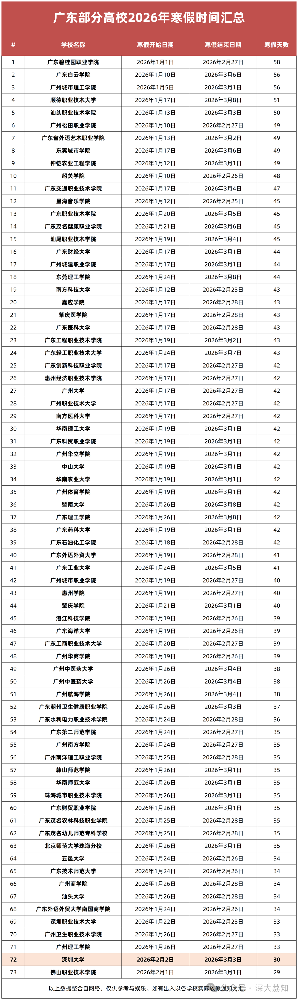 广东部分高校2026年寒假时间汇总
# 学校名称 寒假开始日期 寒假结束日期 寒假天数
1 广东碧桂园职业学院 2026年1月1日 2026年2月27日 58
2 广东白云学院 2026年1月10日 2026年3月6日 56
3 广州城市理工学院 2026年1月5日 2026年3月1日 56
4 顺德职业技术大学 2026年1月17日 2026年3月8日 51
5 汕头职业技术学院 2026年1月13日 2026年3月3日 50
6 广州松田职业学院 2026年1月10日 2026年2月27日 49
7 广东省外语艺术职业学院 2026年1月13日 2026年3月2日 49
8 东莞城市学院 2026年1月17日 2026年3月6日 49
9 仲恺农业工程学院 2026年1月12日 2026年3月1日 49
10 韶关学院 2026年1月10日 2026年2月26日 48
11 广东交通职业技术学院 2026年1月17日 2026年3月4日 47
12 星海音乐学院 2026年1月12日 2026年2月25日 45
13 广东职业技术学院 2026年1月20日 2026年3月5日 45
14 广东茂名健康职业学院 2026年1月21日 2026年3月6日 45
15 汕尾职业技术学院 2026年1月19日 2026年3月4日 45
16 广东财经大学 2026年1月17日 2026年3月1日 44
17 广州城建职业学院 2026年1月17日 2026年3月1日 44
18 东莞理工学院 2026年1月24日 2026年3月8日 44
19 南方科技大学 2026年1月12日 2026年2月23日 43
20 嘉应学院 2026年1月17日 2026年2月28日 43
21 肇庆医学院 2026年1月17日 2026年2月28日 43
22 广东医科大学 2026年1月17日 2026年2月28日 43
23 广东工程职业技术学院 2026年1月19日 2026年3月2日 43
24 广东轻工职业技术大学 2026年1月24日 2026年3月7日 43
25 广东创新科技职业学院 2026年1月17日 2026年2月27日 42
26 惠州经济职业技术学院 2026年1月17日 2026年2月27日 42
27 广州大学 2026年1月17日 2026年2月27日 42
28 广州职业技术大学 2026年1月17日 2026年2月27日 42
29 南方医科大学 2026年1月17日 2026年2月27日 42
30 华南理工大学 2026年1月19日 2026年3月1日 42
31 广东科贸职业学院 2026年1月19日 2026年3月1日 42
32 广州华立学院 2026年1月19日 2026年3月1日 42
33 中山大学 2026年1月19日 2026年3月1日 42
34 华南农业大学 2026年1月19日 2026年3月1日 42
35 广州体育学院 2026年1月19日 2026年3月1日 42
36 暨南大学 2026年1月26日 2026年3月8日 42
37 广东理工学院 2026年1月26日 2026年3月8日 42
38 广东药科大学 2026年1月19日 2026年3月1日 42
39 广东石油化工学院 2026年1月18日 2026年2月28日 42
40 广东外语外贸大学 2026年1月19日 2026年2月28日 41
41 广东工业大学 2026年1月24日 2026年3月5日 41
42 广州城市职业学院 2026年1月19日 2026年2月27日 40
43 惠州学院 2026年1月19日 2026年2月27日 40
44 肇庆学院 2026年1月21日 2026年3月1日 40
45 湛江科技学院 2026年1月19日 2026年2月26日 39
46 广东海洋大学 2026年1月19日 2026年2月26日 39
47 广东工商职业技术大学 2026年1月20日 2026年2月27日 39
48 广州华商学院 2026年1月19日 2026年2月26日 39
49 广州中医药大学 2026年1月26日 2026年3月4日 38
50 广州中医药大学 2026年1月26日 2026年3月4日 38
51 广州航海学院 2026年1月26日 2026年3月4日 38
52 广东潮州卫生健康职业学院 2026年1月26日 2026年3月3日 37
53 广东水利电力职业技术学院 2026年1月24日 2026年2月28日 36
54 广东第二师范学院 2026年1月24日 2026年2月27日 35
55 广州南方学院 2026年1月24日 2026年2月27日 35
56 广州南洋理工职业学院 2026年1月25日 2026年2月28日 35
57 韩山师范学院 2026年1月26日 2026年3月1日 35
58 华南师范大学 2026年1月26日 2026年3月1日 35
59 珠海城市职业技术学院 2026年1月26日 2026年3月1日 35
60 广东财贸职业学院 2026年1月26日 2026年3月1日 35
61 广东茂名农林科技职业学院 2026年1月25日 2026年2月28日 35
62 广东茂名幼儿师范专科学校 2026年1月25日 2026年2月28日 35
63 北京师范大学珠海分校 2026年1月26日 2026年3月1日 35
64 五邑大学 2026年1月24日 2026年2月26日 34
65 广东技术师范大学 2026年1月24日 2026年2月26日 34
66 广州商学院 2026年1月26日 2026年2月28日 34
67 汕头大学 2026年1月26日 2026年2月28日 34
68 广东外语外贸大学南国商学院 2026年1月24日 2026年2月26日 34
69 深圳职业技术大学 2026年1月22日 2026年2月23日 33
70 广州卫生职业技术学院 2026年1月26日 2026年2月27日 33
71 广州理工学院 2026年1月26日 2026年2月27日 33
72 深圳大学 2026年2月2日 2026年3月3日 30
73 佛山职业技术学院 2026年2月1日 2026年3月1日 29
以上数据整合自网络，仅供参考与娱乐。如有出入以各学校实际放假通知为准。
公众号 · 深大荔知